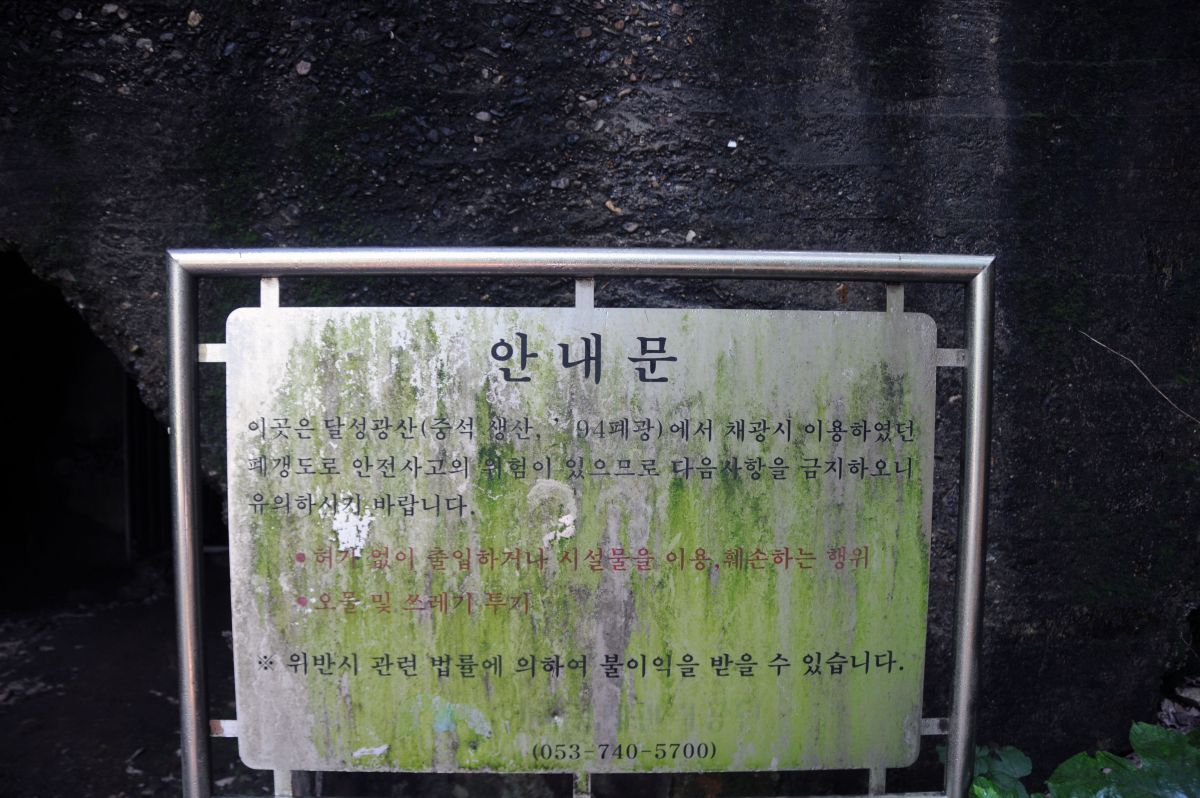 안내문
이곳은 달성광산(중석 생산, '94폐광)에서 채광시 이용하였던
폐갱도로 안전사고의 위험이 있으므로 다음사항을 금지하오니
유의하시기 바랍니다.
• 허가 없이 출입하거나 시설물을 이용,훼손하는 행위
• 오물 및 쓰레기 투기
※ 위반시 관련 법률에 의하여 불이익을 받을 수 있습니다.
(053-740-5700)